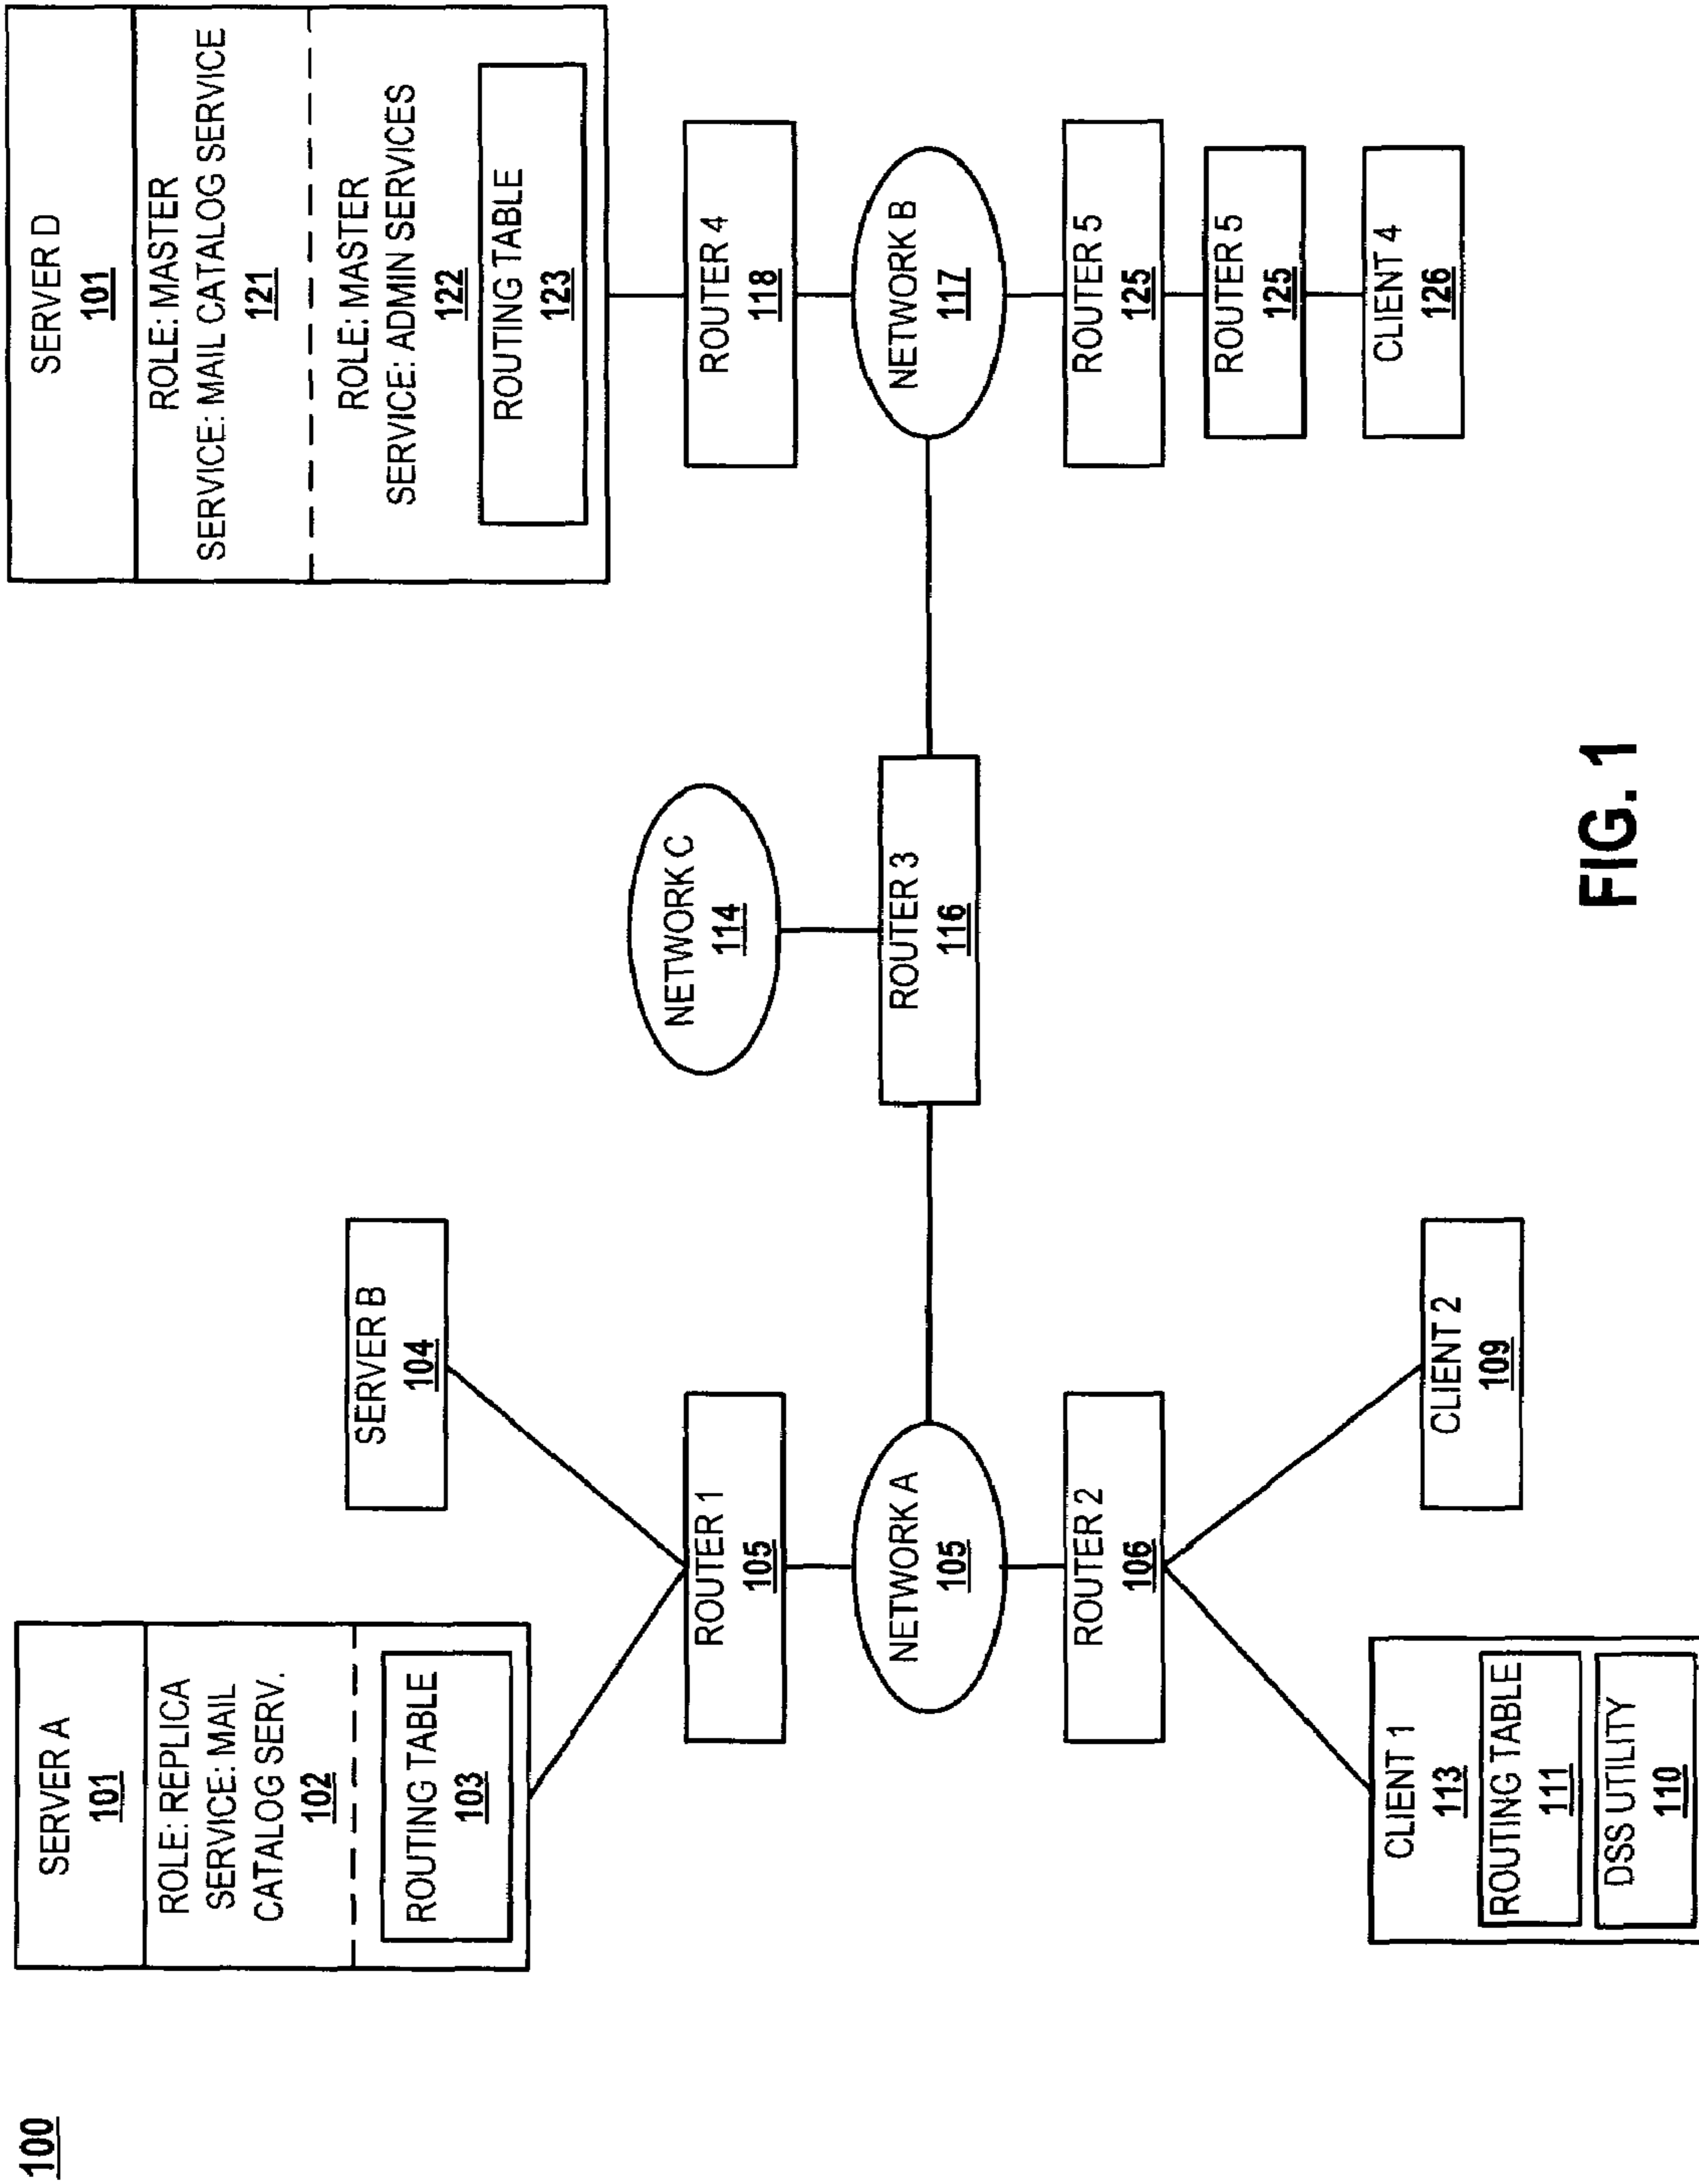 100
SERVER A
101
ROLE: REPLICA
SERVICE: MAIL
CATALOG SERV.
102
ROUTING TABLE
103
SERVER B
104
SERVER D
101
ROLE: MASTER
SERVICE: MAIL CATALOG SERVICE
121
ROLE: MASTER
SERVICE: ADMIN SERVICES
122
ROUTING TABLE
123
ROUTER 1
105
NETWORK C
114
ROUTER 4
118
NETWORK A
105
ROUTER 3
116
NETWORK B
117
ROUTER 2
106
ROUTER 5
125
ROUTER 5
125
CLIENT 1
113
ROUTING TABLE
111
DSS UTILITY
110
CLIENT 2
109
CLIENT 4
126
FIG. 1